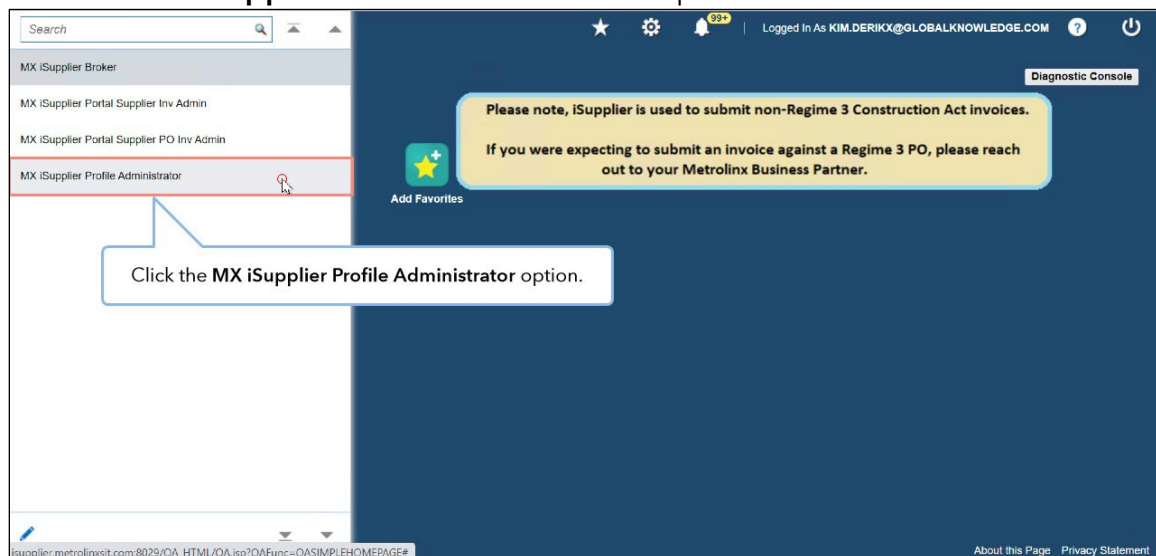 Search
99+
Logged In As KIM.DERIKX@GLOBALKNOWLEDGE.COM
?
MX iSupplier Broker
Diagnostic Console
MX iSupplier Portal Supplier Inv Admin
Please note, iSupplier is used to submit non-Regime 3 Construction Act invoices.
MX iSupplier Portal Supplier PO Inv Admin
If you were expecting to submit an invoice against a Regime 3 PO, please reach
out to your Metrolinx Business Partner.
MX iSupplier Profile Administrator
Add Favorites
Click the MX iSupplier Profile Administrator option.
isupplier.metrolinxsit.com:8029/OA_HTML/OA.jsp?OAFunc=OASIMPLEHOMEPAGE#
About this Page Privacy Statement